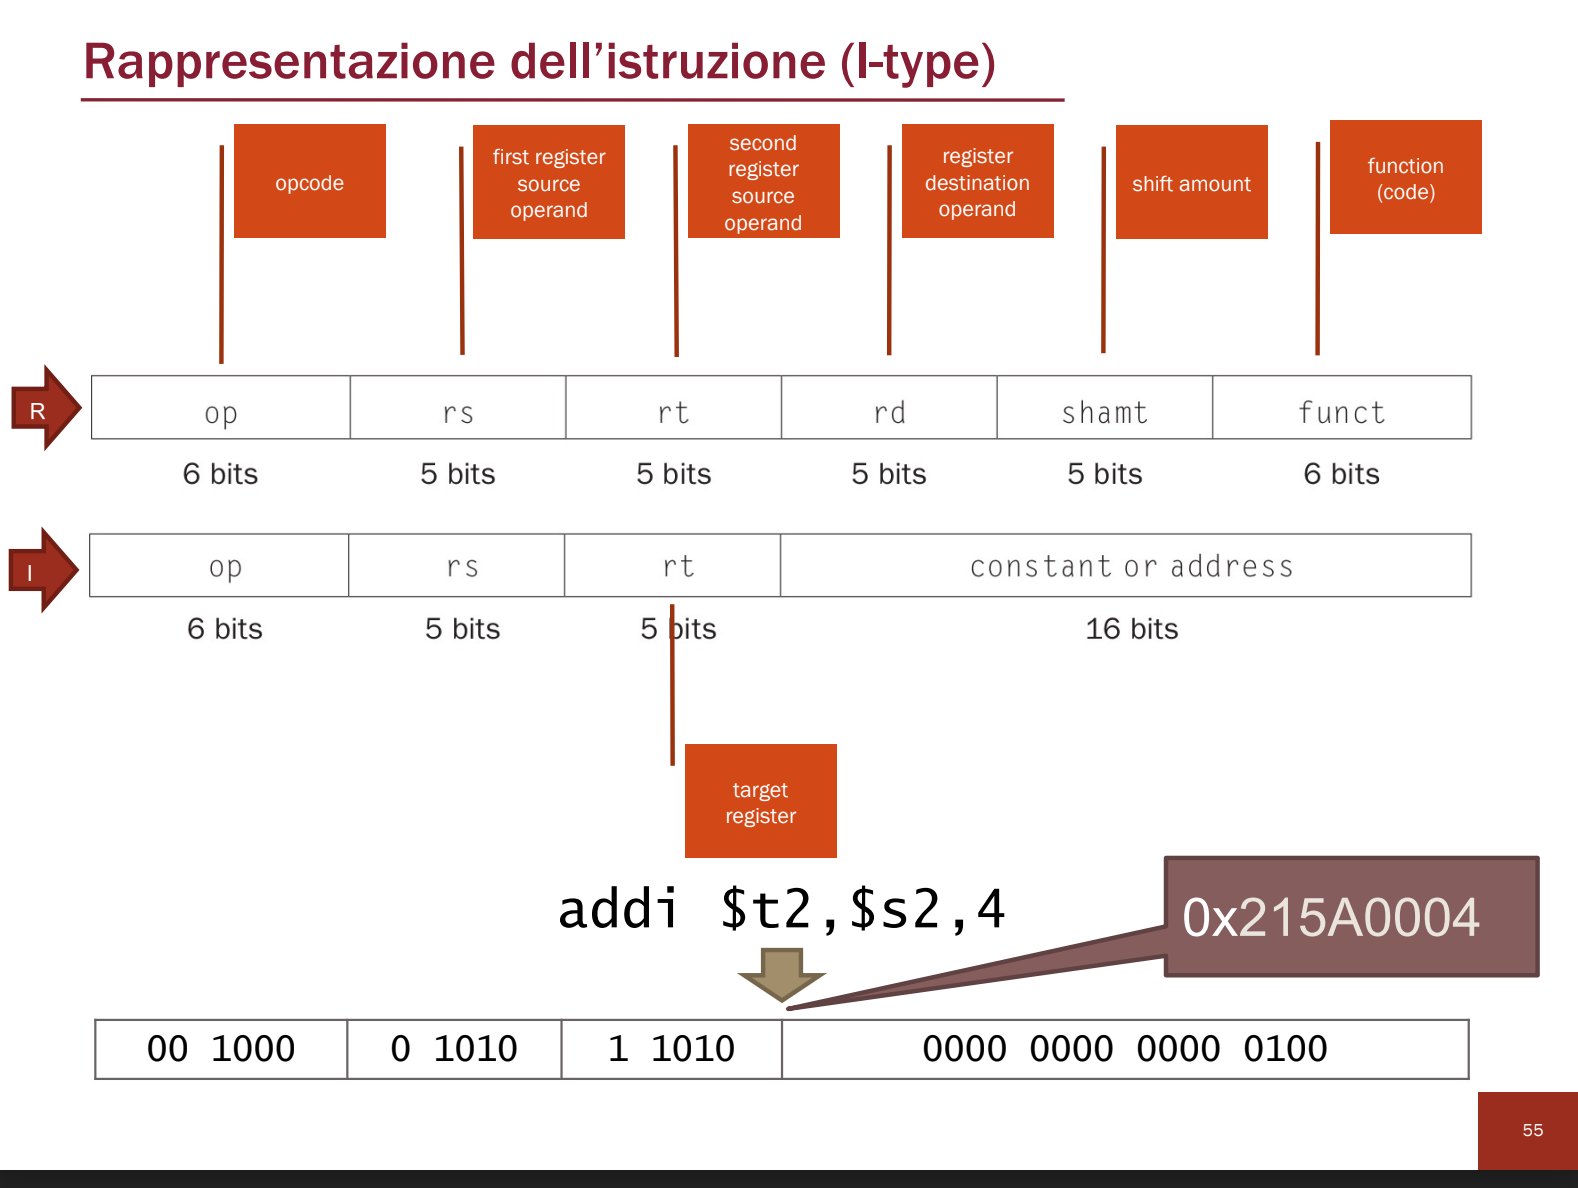 Rappresentazione dell’istruzione (I-type)
opcode
first register
source
operand
second
register
source
operand
register
destination
operand
shift amount
function
(code)
R
op rs rt rd shamt funct
6 bits 5 bits 5 bits 5 bits 5 bits 6 bits
I
op rs rt constant or address
6 bits 5 bits 5 bits 16 bits
target
register
addi $t2,$s2,4
0x215A0004
00 1000 0 1010 1 1010 0000 0000 0000 0100
55